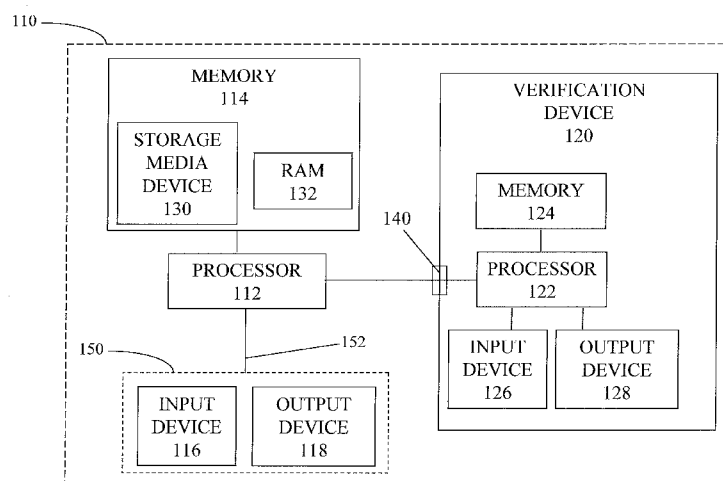 110
MEMORY
114
STORAGE
MEDIA
DEVICE
130
RAM
132
VERIFICATION
DEVICE
120
MEMORY
124
140
PROCESSOR
112
PROCESSOR
122
150
152
INPUT
DEVICE
116
OUTPUT
DEVICE
118
INPUT
DEVICE
126
OUTPUT
DEVICE
128